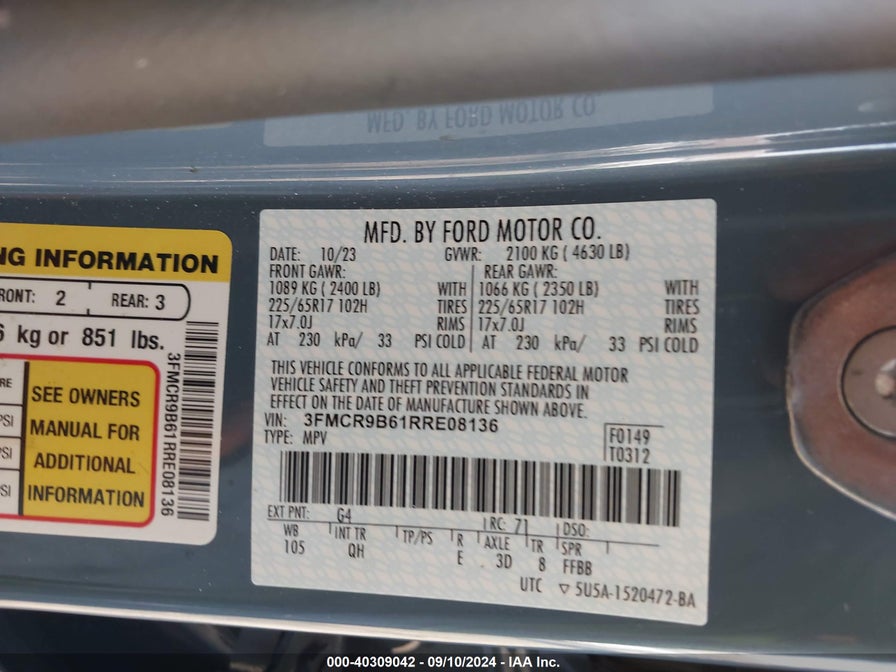 MFD. BY FORD MOTOR CO.
NG INFORMATION
FRONT: 2 REAR: 3
6 kg or 851 lbs.
SEE OWNERS
MANUAL FOR
ADDITIONAL
INFORMATION
3FMCR9B61RRE08136
MFD. BY FORD MOTOR CO.
DATE: 10/23 GVWR: 2100 KG ( 4630 LB)
FRONT GAWR: REAR GAWR:
1089 KG ( 2400 LB) WITH 1066 KG ( 2350 LB) WITH
225/65R17 102H TIRES 225/65R17 102H TIRES
17x7.0J RIMS 17x7.0J RIMS
AT 230 kPa/ 33 PSI COLD AT 230 kPa/ 33 PSI COLD
THIS VEHICLE CONFORMS TO ALL APPLICABLE FEDERAL MOTOR
VEHICLE SAFETY AND THEFT PREVENTION STANDARDS IN
EFFECT ON THE DATE OF MANUFACTURE SHOWN ABOVE.
VIN: 3FMCR9B61RRE08136
TYPE: MPV
F0149
T0312
EXT PNT: G4 RC: 71 DSO:
WB INT TR TP/PS R AXLE TR SPR
105 QH E 3D 8 FFBB
UTC ▽ 5U5A-1520472-BA
000-40309042 - 09/10/2024 - IAA Inc.